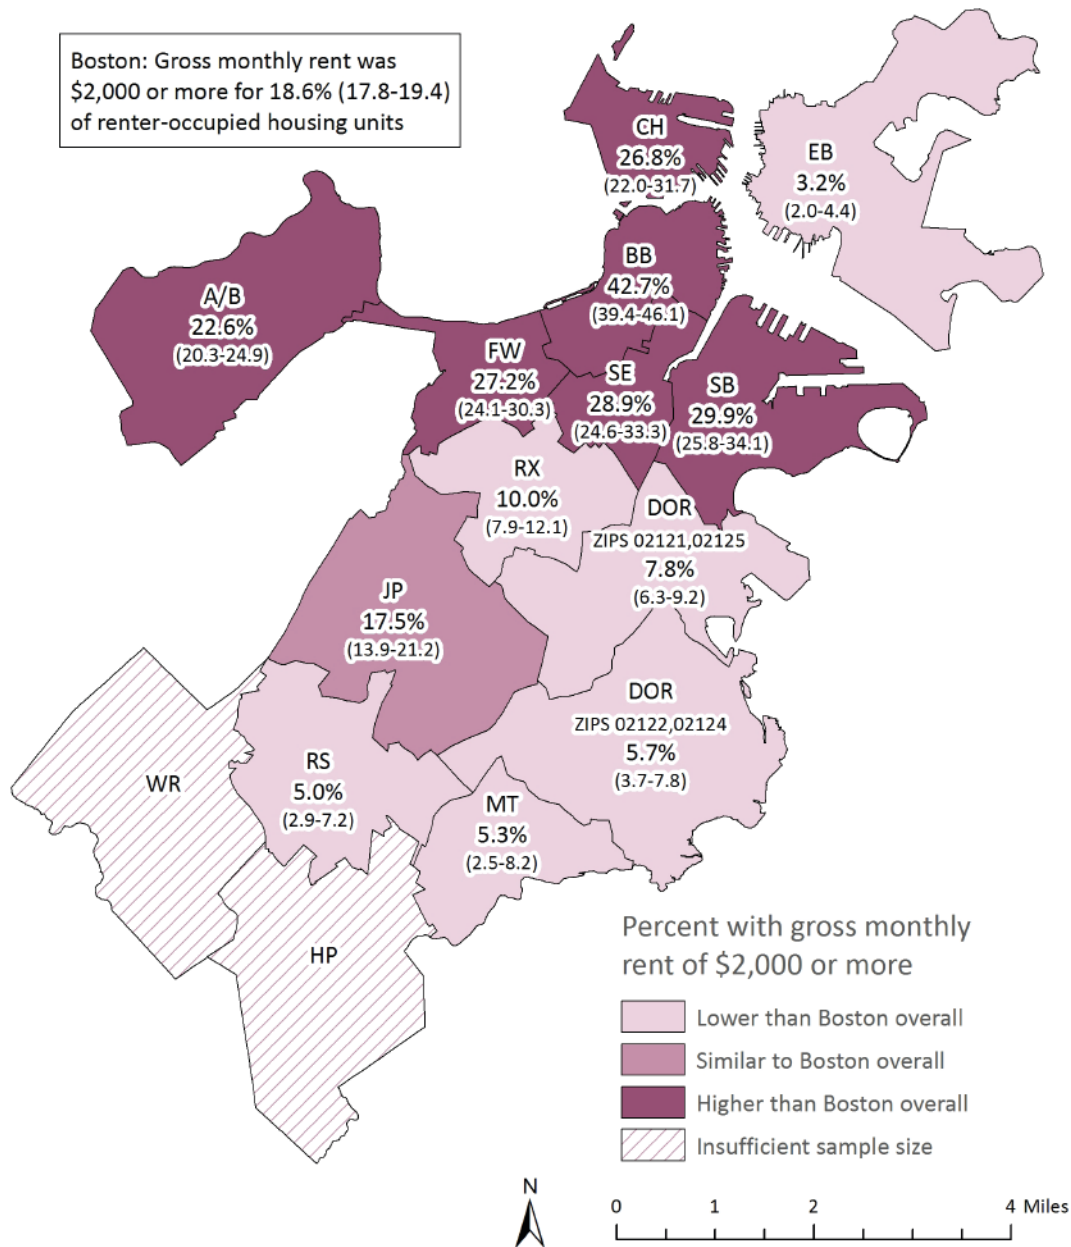 Boston: Gross monthly rent was
$2,000 or more for 18.6% (17.8-19.4)
of renter-occupied housing units
CH
26.8%
(22.0-31.7)
EB
3.2%
(2.0-4.4)
BB
42.7%
(39.4-46.1)
A/B
22.6%
(20.3-24.9)
FW
27.2%
(24.1-30.3)
SE
28.9%
(24.6-33.3)
SB
29.9%
(25.8-34.1)
RX
10.0%
(7.9-12.1)
DOR
ZIPS 02121,02125
7.8%
(6.3-9.2)
JP
17.5%
(13.9-21.2)
DOR
ZIPS 02122,02124
5.7%
(3.7-7.8)
WR
RS
5.0%
(2.9-7.2)
MT
5.3%
(2.5-8.2)
HP
Percent with gross monthly
rent of $2,000 or more
Lower than Boston overall
Similar to Boston overall
Higher than Boston overall
Insufficient sample size
N
0 1 2 4 Miles